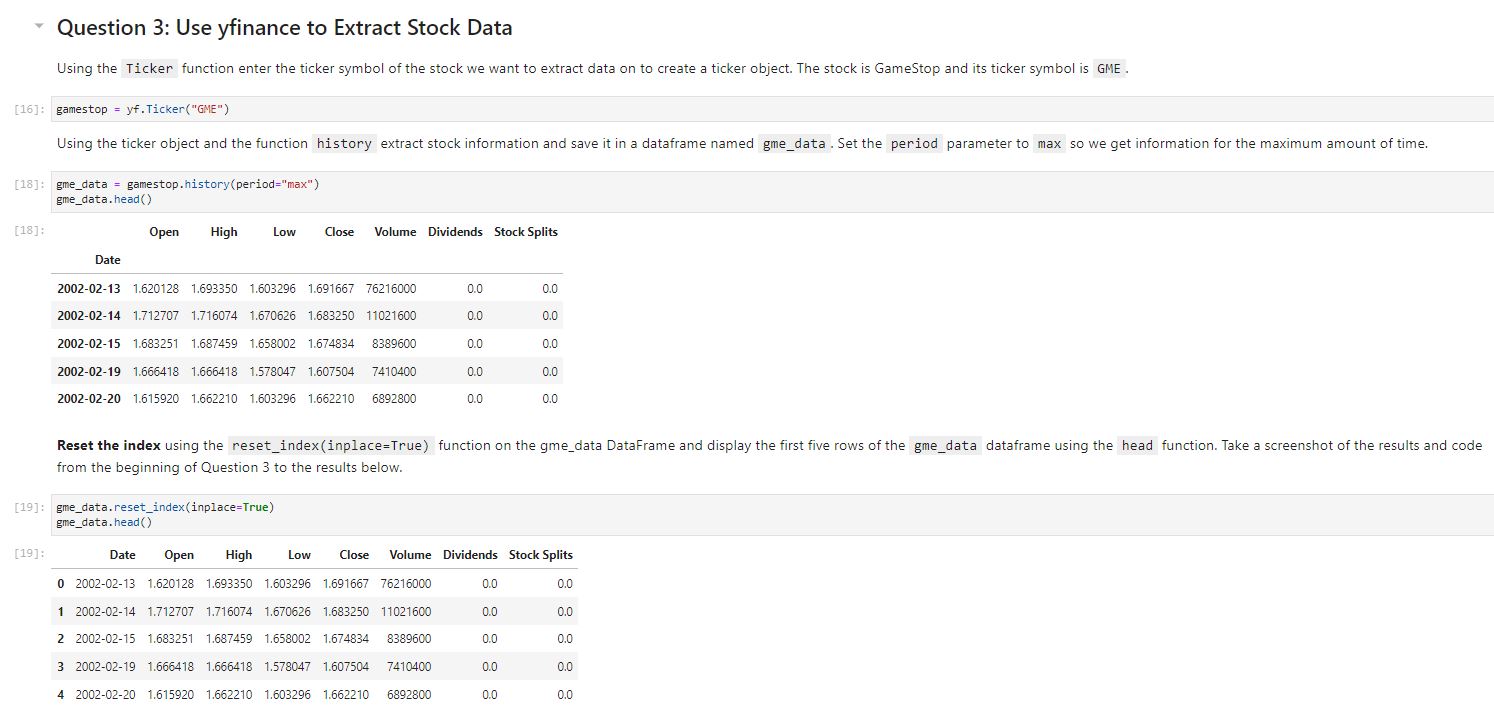 Question 3: Use yfinance to Extract Stock Data
Using the Ticker function enter the ticker symbol of the stock we want to extract data on to create a ticker object. The stock is GameStop and its ticker symbol is GME.
[16]: gamestop = yf.Ticker("GME")
Using the ticker object and the function history extract stock information and save it in a dataframe named gme_data. Set the period parameter to max so we get information for the maximum amount of time.
[18]: gme_data = gamestop.history(period="max")
gme_data.head()
[18]: Open High Low Close Volume Dividends Stock Splits
Date
2002-02-13 1.620128 1.693350 1.603296 1.691667 76216000 0.0 0.0
2002-02-14 1.712707 1.716074 1.670626 1.683250 11021600 0.0 0.0
2002-02-15 1.683251 1.687459 1.658002 1.674834 8389600 0.0 0.0
2002-02-19 1.666418 1.666418 1.578047 1.607504 7410400 0.0 0.0
2002-02-20 1.615920 1.662210 1.603296 1.662210 6892800 0.0 0.0
Reset the index using the reset_index(inplace=True) function on the gme_data DataFrame and display the first five rows of the gme_data dataframe using the head function. Take a screenshot of the results and code
from the beginning of Question 3 to the results below.
[19]: gme_data.reset_index(inplace=True)
gme_data.head()
[19]: Date Open High Low Close Volume Dividends Stock Splits
0 2002-02-13 1.620128 1.693350 1.603296 1.691667 76216000 0.0 0.0
1 2002-02-14 1.712707 1.716074 1.670626 1.683250 11021600 0.0 0.0
2 2002-02-15 1.683251 1.687459 1.658002 1.674834 8389600 0.0 0.0
3 2002-02-19 1.666418 1.666418 1.578047 1.607504 7410400 0.0 0.0
4 2002-02-20 1.615920 1.662210 1.603296 1.662210 6892800 0.0 0.0